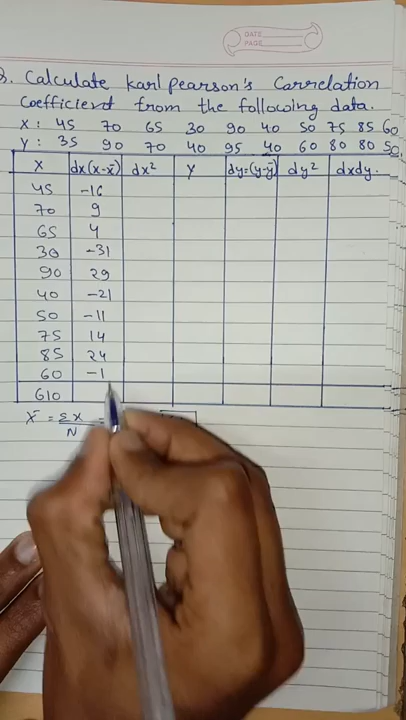 DATE
PAGE
Calculate karl pearson's Correlation
Coefficient from the following data.
X: 45 70 65 30 90 40 50 75 85 60
Y: 35 90 70 40 95 40 60 80 80 50.
X dx(x-x̄) dx² Y dy=(y-ȳ) dy² dxdy.
45 -16
70 9
65 4
30 -31
90 29
40 -21
50 -11
75 14
85 24
60 -1
610
X̄ = ΣX
N